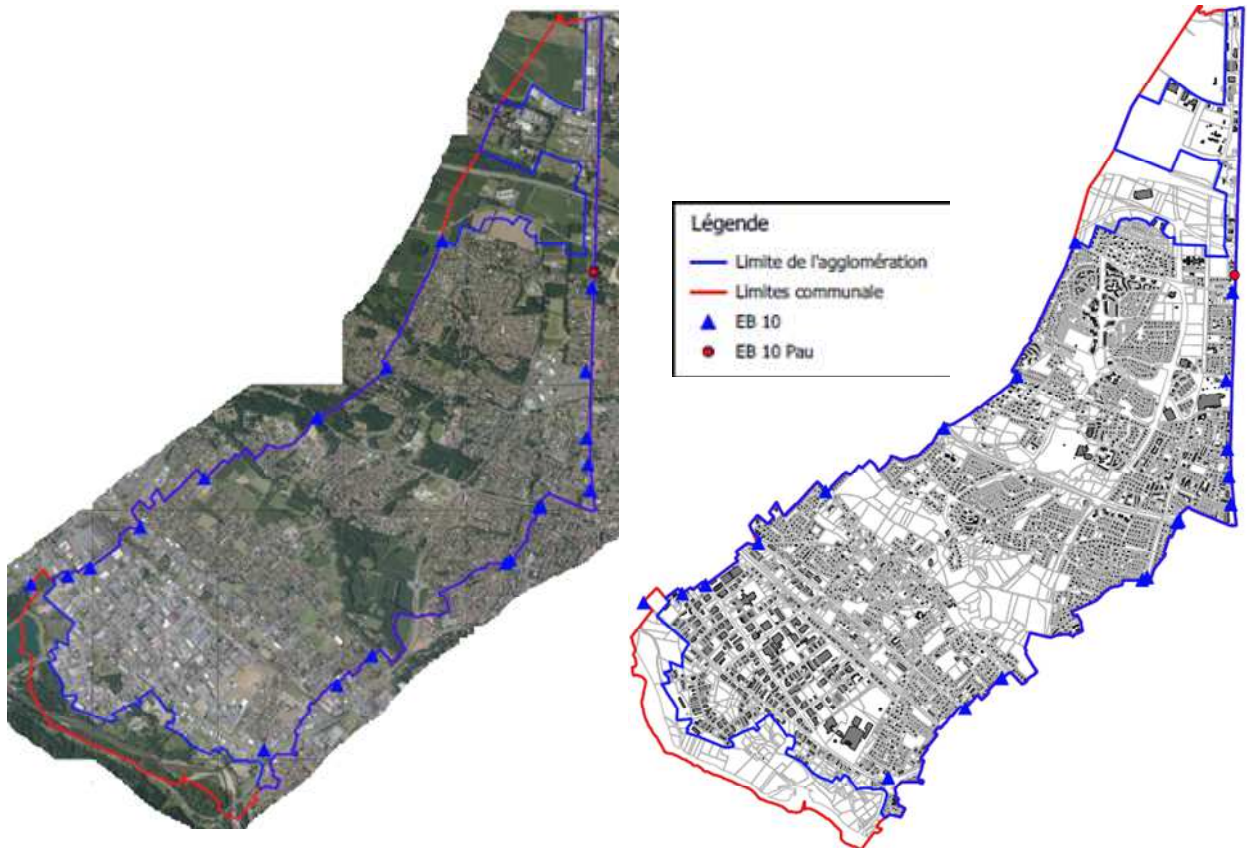 Légende
Limite de l'agglomération
Limites communale
EB 10
EB 10 Pau